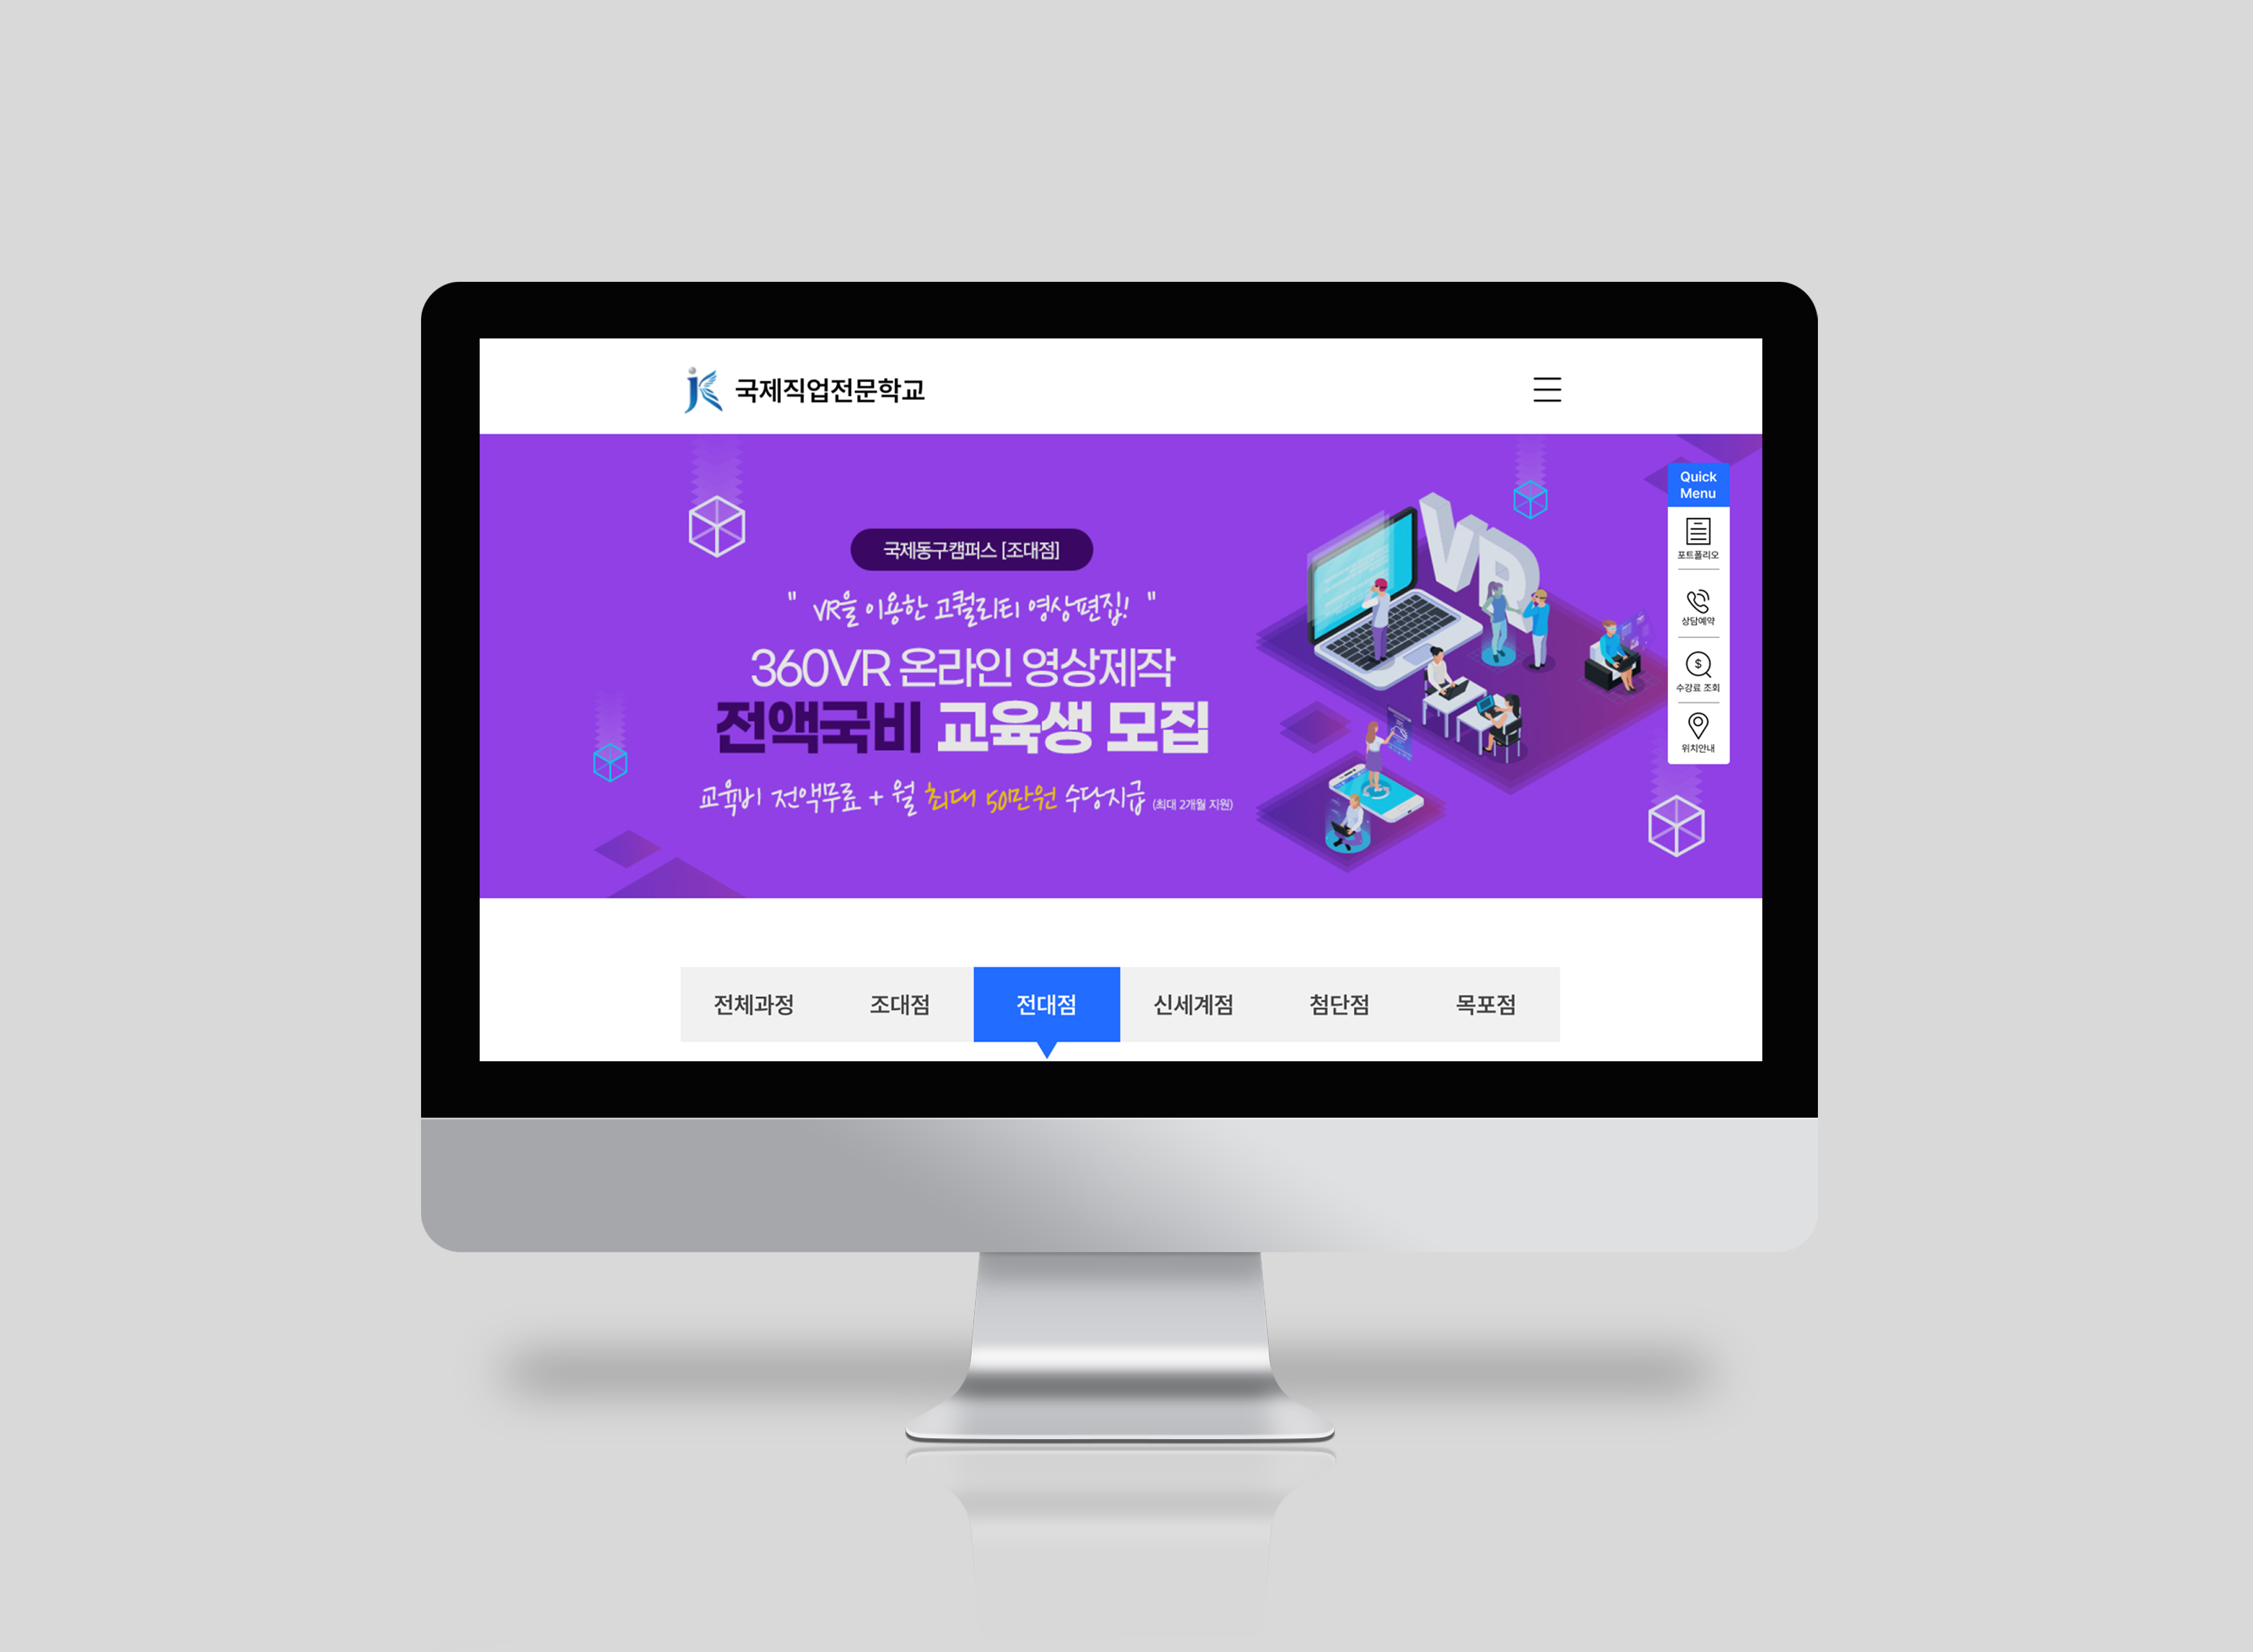 국제직업전문학교
Quick
Menu
포트폴리오
상담예약
수강료 조회
위치안내
국제동구캠퍼스 [조대점]
" VR을 이용한 고퀄리티 영상편집! "
360VR 온라인 영상제작
전액국비 교육생 모집
교육비 전액무료 + 월 최대 50만원 수당지급 (최대 2개월 지원)
VR
전체과정 조대점 전대점 신세계점 첨단점 목포점